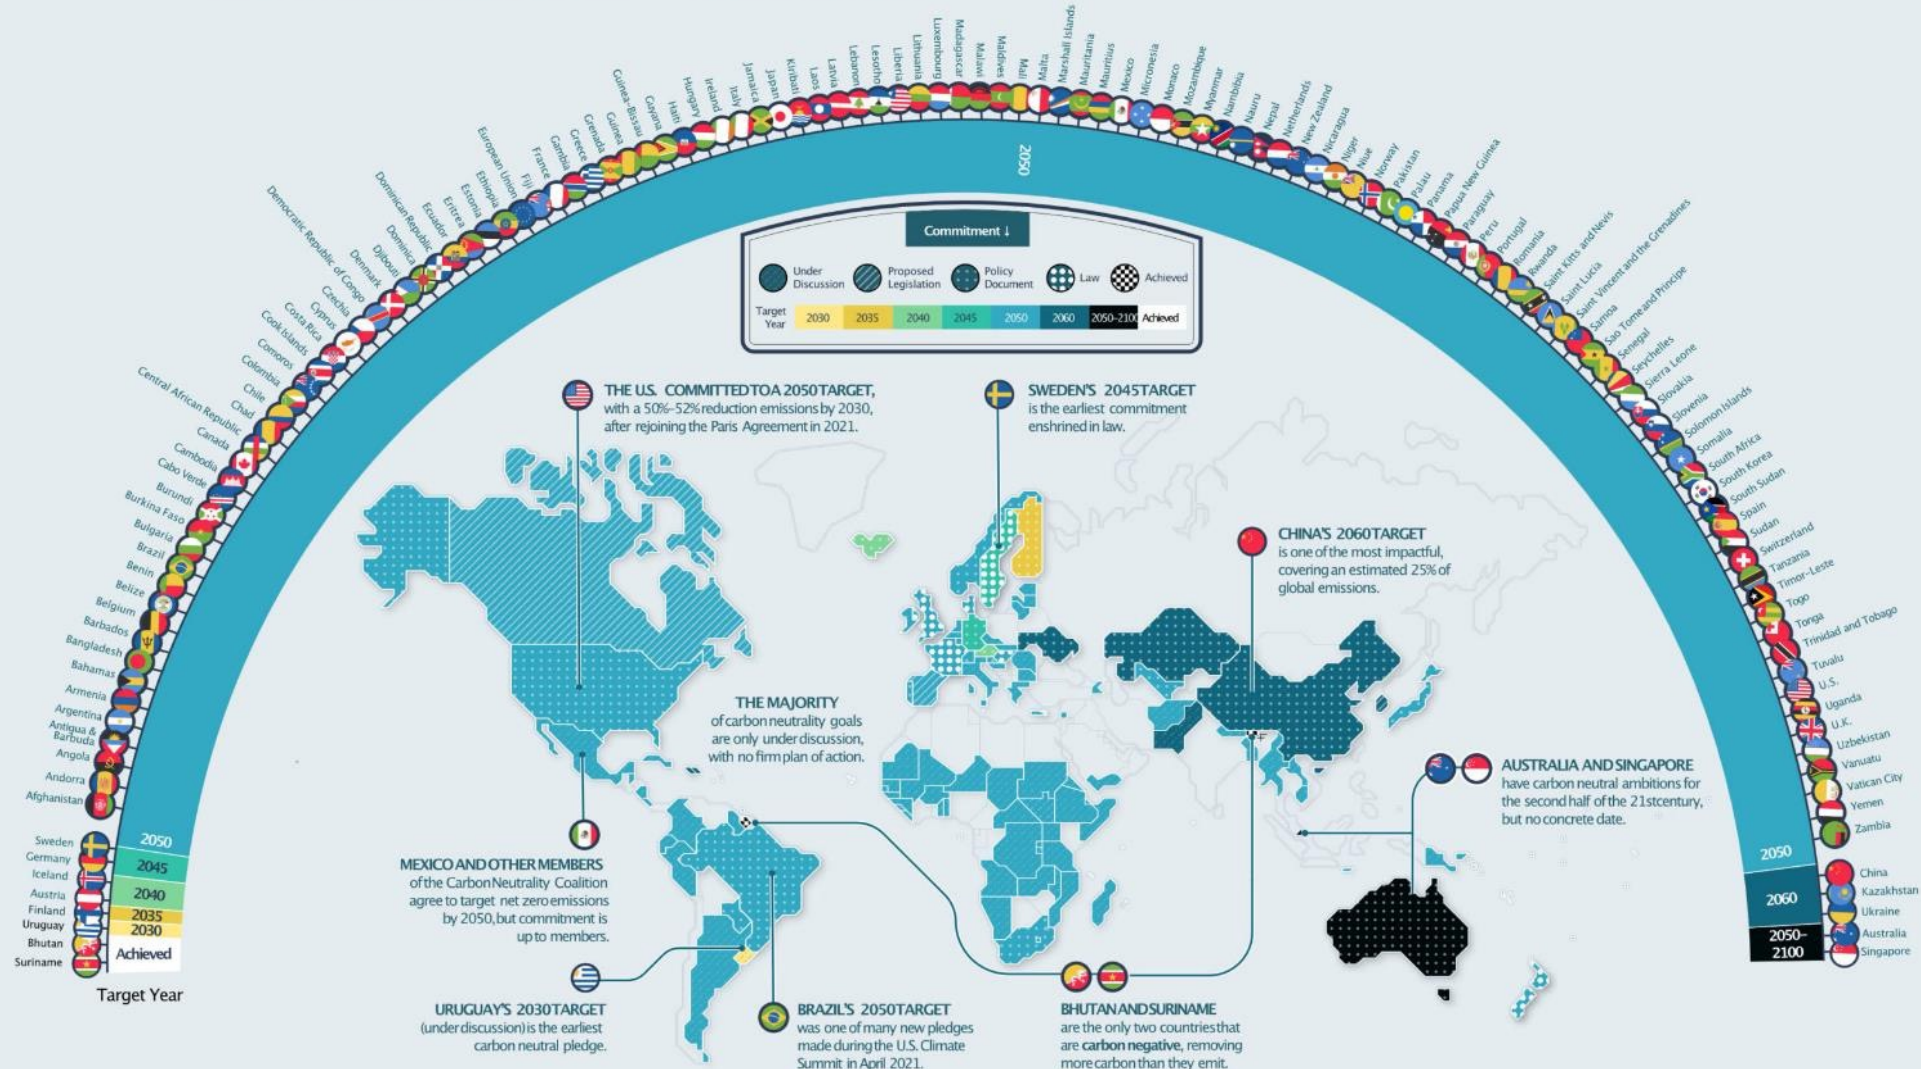 Afghanistan
Andorra
Angola
Antigua &
Barbuda
Argentina
Armenia
Bahamas
Bangladesh
Barbados
Belgium
Belize
Benin
Brazil
Bulgaria
Burkina Faso
Burundi
Cabo Verde
Cambodia
Canada
Central African Republic
Chad
Chile
Colombia
Comoros
Cook Islands
Costa Rica
Cyprus
Czechia
Democratic Republic of Congo
Denmark
Djibouti
Dominica
Dominican Republic
Ecuador
Eritrea
Estonia
Ethiopia
European Union
Fiji
France
Gambia
Greece
Grenada
Guinea
Guinea-Bissau
Guyana
Haiti
Hungary
Ireland
Italy
Jamaica
Japan
Kiribati
Laos
Latvia
Lebanon
Lesotho
Liberia
Lithuania
Luxembourg
Madagascar
Malawi
Maldives
Mali
Malta
Marshall Islands
Mauritania
Mauritius
Mexico
Micronesia
Monaco
Mozambique
Myanmar
Nambibia
Nauru
Nepal
Netherlands
New Zealand
Nicaragua
Niger
Niue
Norway
Pakistan
Palau
Panama
Papua New Guinea
Paraguay
Peru
Portugal
Romania
Rwanda
Saint Kitts and Nevis
Saint Lucia
Saint Vincent and the Grenadines
Samoa
Sao Tome and Principe
Senegal
Seychelles
Sierra Leone
Slovakia
Slovenia
Solomon Islands
Somalia
South Africa
South Korea
South Sudan
Spain
Sudan
Switzerland
Tanzania
Timor-Leste
Togo
Tonga
Trinidad and Tobago
Tuvalu
U.S.
Uganda
U.K.
Uzbekistan
Vanuatu
Vatican City
Yemen
Zambia
2050
Commitment ↓
Under
Discussion
Proposed
Legislation
Policy
Document
Law
Achieved
Target
Year
2030
2035
2040
2045
2050
2060
2050-2100
Achieved
THE U.S. COMMITTED TO A 2050 TARGET,
with a 50%-52% reduction emissions by 2030,
after rejoining the Paris Agreement in 2021.
SWEDEN'S 2045 TARGET
is the earliest commitment
enshrined in law.
CHINA'S 2060 TARGET
is one of the most impactful,
covering an estimated 25% of
global emissions.
THE MAJORITY
of carbon neutrality goals
are only under discussion,
with no firm plan of action.
AUSTRALIA AND SINGAPORE
have carbon neutral ambitions for
the second half of the 21st century,
but no concrete date.
MEXICO AND OTHER MEMBERS
of the Carbon Neutrality Coalition
agree to target net zero emissions
by 2050, but commitment is
up to members.
URUGUAY'S 2030 TARGET
(under discussion) is the earliest
carbon neutral pledge.
BRAZIL'S 2050 TARGET
was one of many new pledges
made during the U.S. Climate
Summit in April 2021.
BHUTAN AND SURINAME
are the only two countries that
are carbon negative, removing
more carbon than they emit.
Sweden
Germany
Iceland
Austria
Finland
Uruguay
Bhutan
Suriname
2050
2045
2040
2035
2030
Achieved
Target Year
2050
2060
2050-
2100
China
Kazakhstan
Ukraine
Australia
Singapore